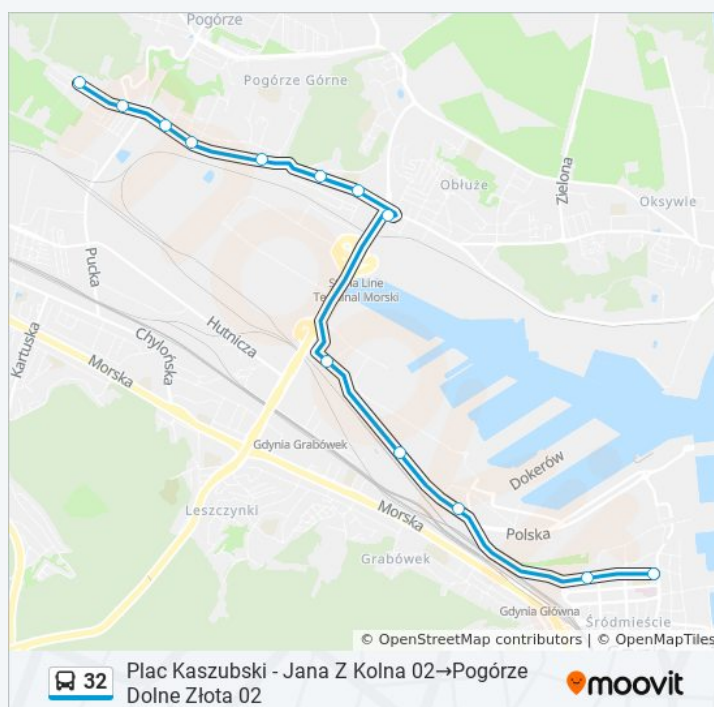 Pogórze
Pogórze Górne
Zielona
Obłuże
Oksywie
Pucka
Stena Line
Terminal Morski
Hutnicza
Kartuska
Chylońska
Morska
Gdynia Grabówek
Dokerów
Leszczynki
Morska
Polska
Grabówek
Gdynia Główna
Śródmieście
© OpenStreetMap contributors | © OpenMapTiles
32
Plac Kaszubski - Jana Z Kolna 02→Pogórze
Dolne Złota 02
moovit